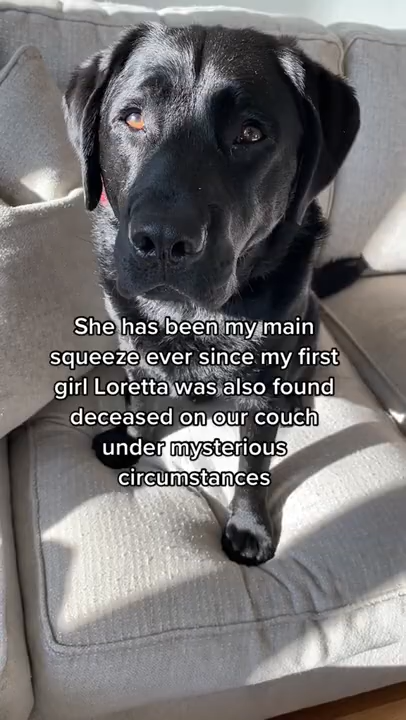 She has been my main
squeeze ever since my first
girl Loretta was also found
deceased on our couch
under mysterious
circumstances